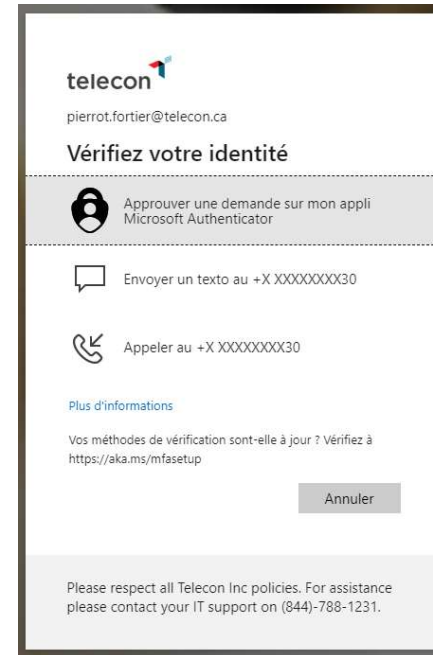 telecon
pierrot.fortier@telecon.ca
Vérifiez votre identité
Approuver une demande sur mon appli
Microsoft Authenticator
Envoyer un texto au +X XXXXXXXX30
Appeler au +X XXXXXXXX30
Plus d'informations
Vos méthodes de vérification sont-elle à jour ? Vérifiez à
https://aka.ms/mfasetup
Annuler
Please respect all Telecon Inc policies. For assistance
please contact your IT support on (844)-788-1231.